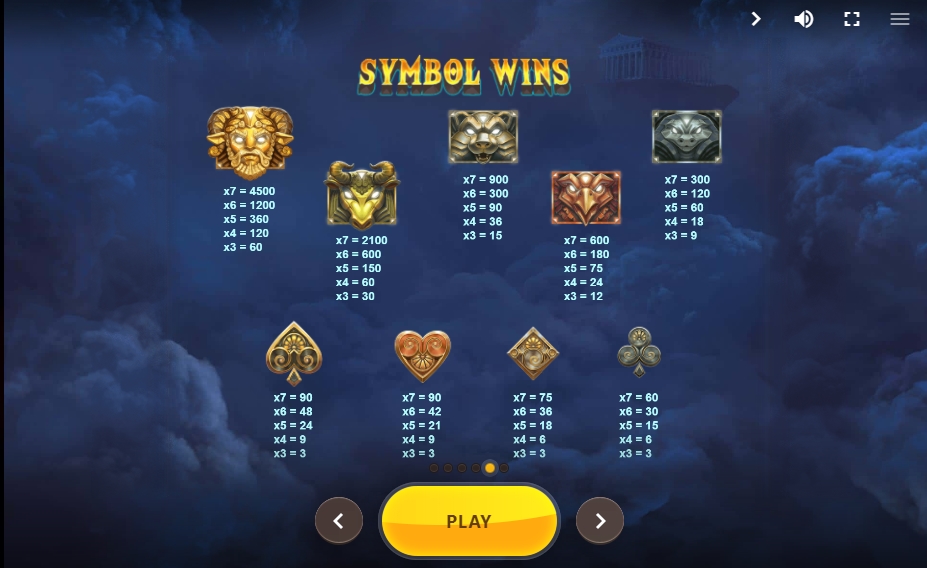 SYMBOL WINS
x7 = 4500
x6 = 1200
x5 = 360
x4 = 120
x3 = 60
x7 = 2100
x6 = 600
x5 = 150
x4 = 60
x3 = 30
x7 = 900
x6 = 300
x5 = 90
x4 = 36
x3 = 15
x7 = 600
x6 = 180
x5 = 75
x4 = 24
x3 = 12
x7 = 300
x6 = 120
x5 = 60
x4 = 18
x3 = 9
x7 = 90
x6 = 48
x5 = 24
x4 = 9
x3 = 3
x7 = 90
x6 = 42
x5 = 21
x4 = 9
x3 = 3
x7 = 75
x6 = 36
x5 = 18
x4 = 6
x3 = 3
x7 = 60
x6 = 30
x5 = 15
x4 = 6
x3 = 3
PLAY